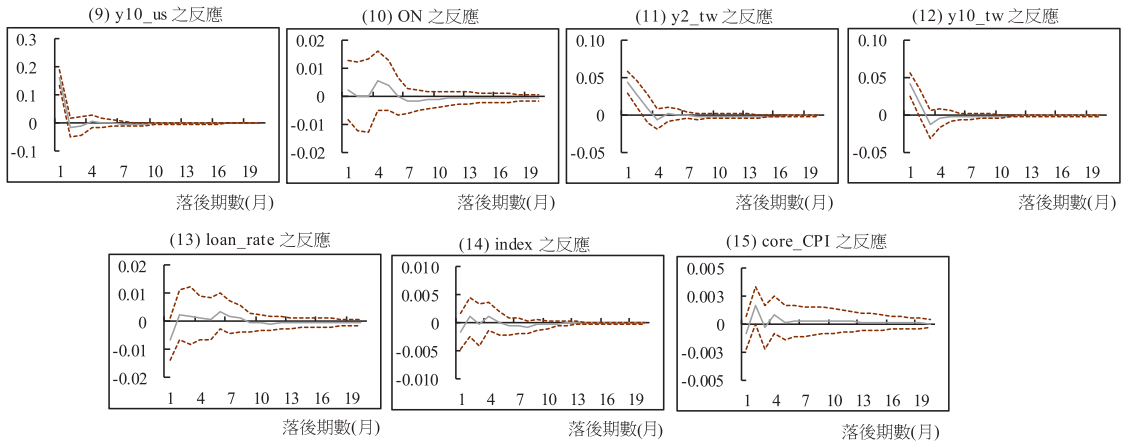 (9) y10_us 之反應
0.3
0.2
0.1
0
-0.1
1 4 7 10 13 16 19
落後期數(月)
(10) ON 之反應
0.02
0.01
0
-0.01
-0.02
1 4 7 10 13 16 19
落後期數(月)
(11) y2_tw 之反應
0.10
0.05
0
-0.05
1 4 7 10 13 16 19
落後期數(月)
(12) y10_tw 之反應
0.10
0.05
0
-0.05
1 4 7 10 13 16 19
落後期數(月)
(13) loan_rate 之反應
0.02
0.01
0
-0.01
-0.02
1 4 7 10 13 16 19
落後期數(月)
(14) index 之反應
0.010
0.005
0
-0.005
-0.010
1 4 7 10 13 16 19
落後期數(月)
(15) core_CPI 之反應
0.005
0.003
0
-0.003
-0.005
1 4 7 10 13 16 19
落後期數(月)